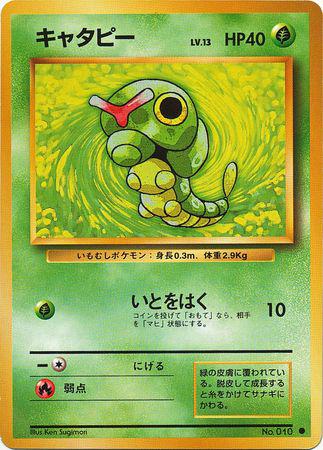 キャタピー LV.13 HP40
いもむしポケモン：身長0.3m、体重2.9Kg
いとをはく 10
コインを投げて「おもて」なら、相手
を「マヒ」状態にする。
にげる
弱点
緑の皮膚に覆われている。
脱皮して成長すると
糸をかけてサナギに
かわる。
Illus.Ken Sugimori
No.010